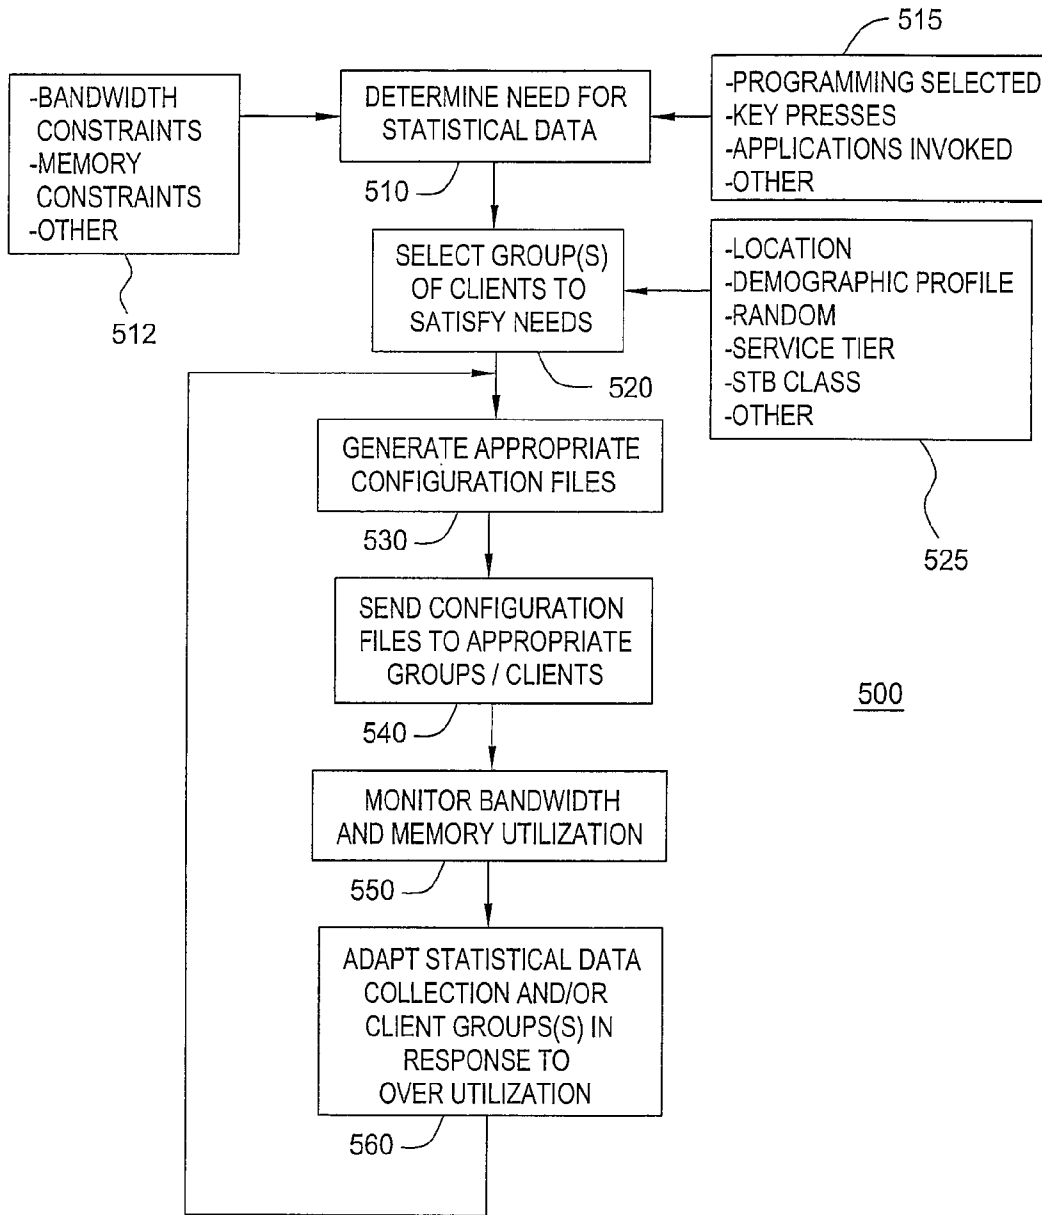 515
-BANDWIDTH
CONSTRAINTS
-MEMORY
CONSTRAINTS
-OTHER
512
DETERMINE NEED FOR
STATISTICAL DATA
510
-PROGRAMMING SELECTED
-KEY PRESSES
-APPLICATIONS INVOKED
-OTHER
SELECT GROUP(S)
OF CLIENTS TO
SATISFY NEEDS
520
-LOCATION
-DEMOGRAPHIC PROFILE
-RANDOM
-SERVICE TIER
-STB CLASS
-OTHER
525
GENERATE APPROPRIATE
CONFIGURATION FILES
530
SEND CONFIGURATION
FILES TO APPROPRIATE
GROUPS / CLIENTS
540
500
MONITOR BANDWIDTH
AND MEMORY UTILIZATION
550
ADAPT STATISTICAL DATA
COLLECTION AND/OR
CLIENT GROUPS(S) IN
RESPONSE TO
OVER UTILIZATION
560